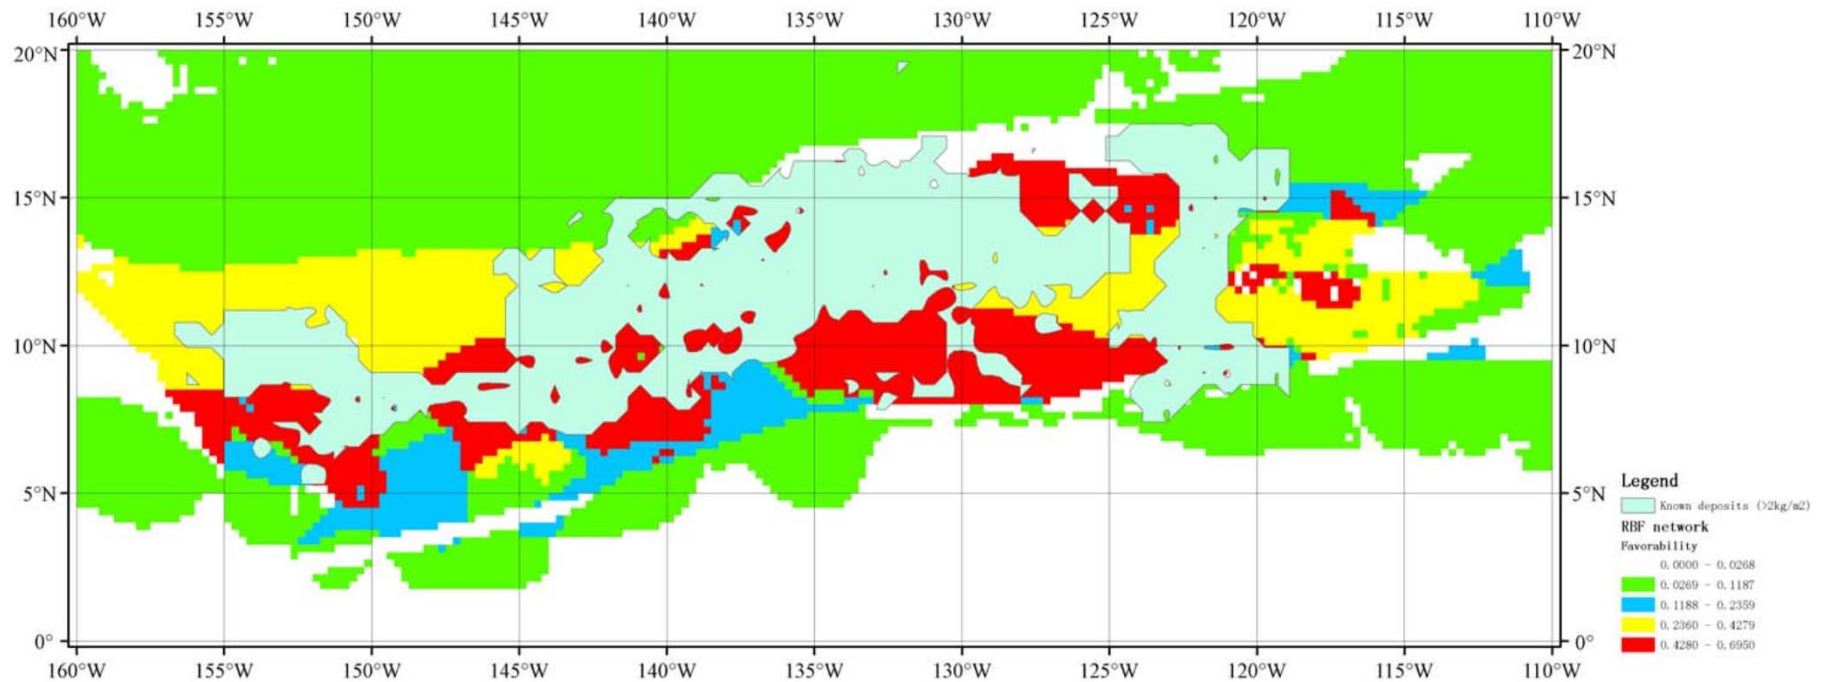 160°W 155°W 150°W 145°W 140°W 135°W 130°W 125°W 120°W 115°W 110°W
20°N 20°N
15°N 15°N
10°N 10°N
5°N 5°N
0° 0°
160°W 155°W 150°W 145°W 140°W 135°W 130°W 125°W 120°W 115°W 110°W
Legend
Known deposits (>2kg/m2)
RBF network
Favorability
0.0000 - 0.0268
0.0269 - 0.1187
0.1188 - 0.2359
0.2360 - 0.4279
0.4280 - 0.6950